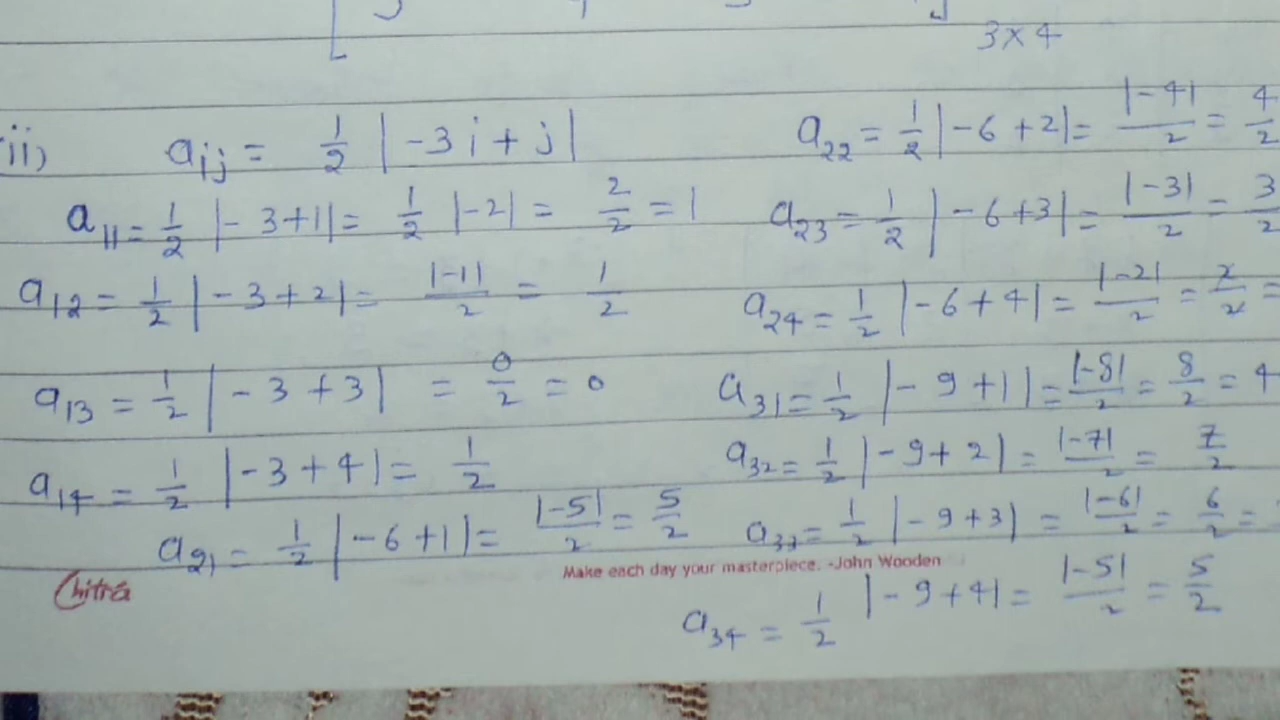 3 x 4
ii) aij = 1/2 |-3i + j|
a11 = 1/2 |-3+1| = 1/2 |-2| = 2/2 = 1
a12 = 1/2 |-3+2| = |-1|/2 = 1/2
a13 = 1/2 |-3+3| = 0/2 = 0
a14 = 1/2 |-3+4| = 1/2
a21 = 1/2 |-6+1| = |-5|/2 = 5/2
a22 = 1/2 |-6+2| = |-4|/2 = 4/2
a23 = 1/2 |-6+3| = |-3|/2 = 3/2
a24 = 1/2 |-6+4| = |-2|/2 = 2/2 =
a31 = 1/2 |-9+1| = |-8|/2 = 8/2 = 4
a32 = 1/2 |-9+2| = |-7|/2 = 7/2
a33 = 1/2 |-9+3| = |-6|/2 = 6/2 =
Make each day your masterpiece. -John Wooden
a34 = 1/2 |-9+4| = |-5|/2 = 5/2
Chitra